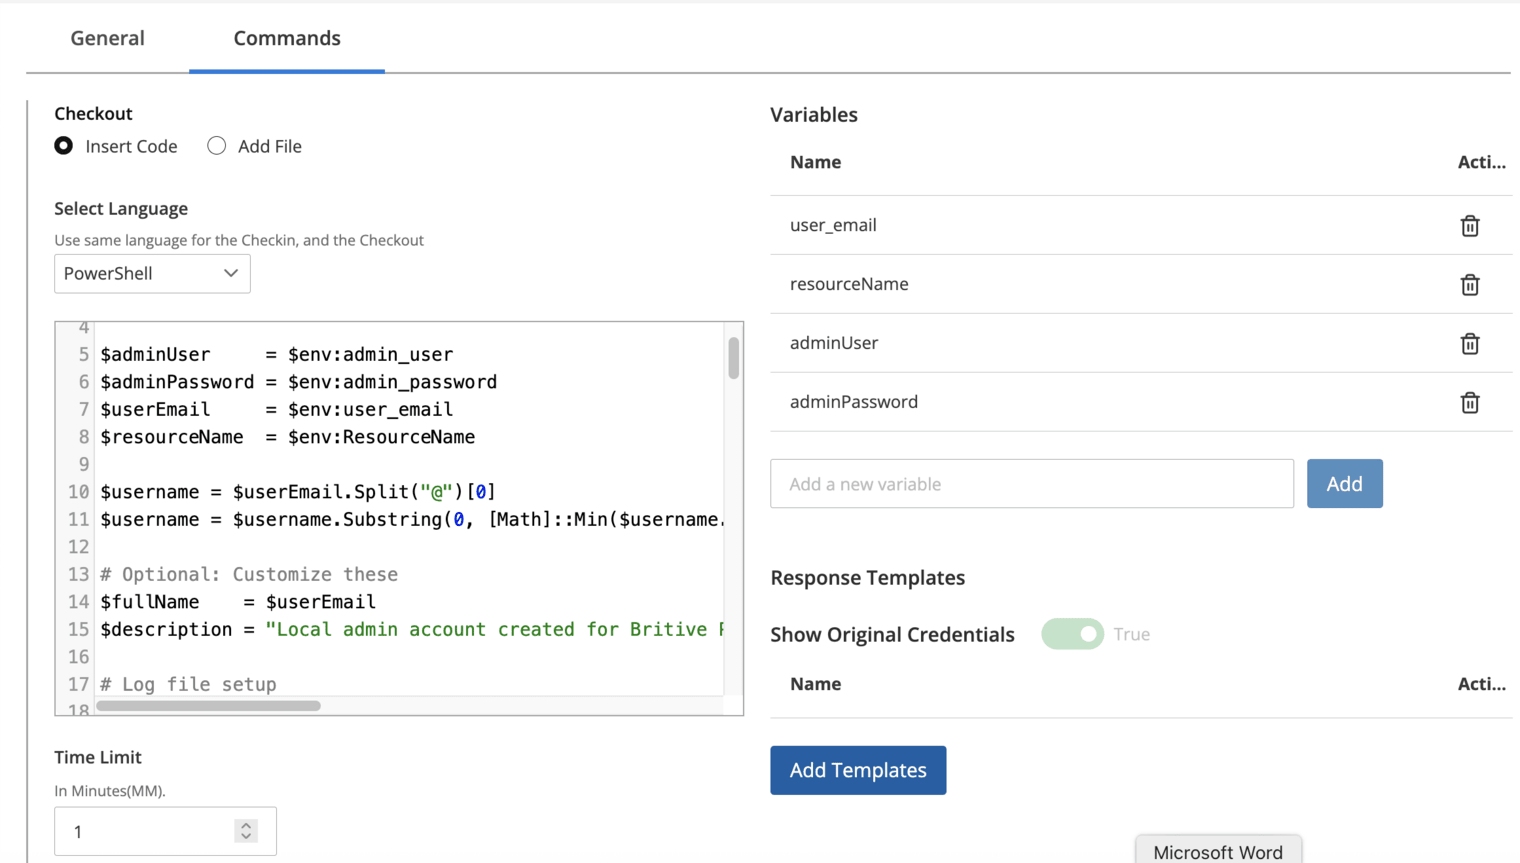 General
Commands
Checkout
Insert Code
Add File
Select Language
Use same language for the Checkin, and the Checkout
PowerShell
4
5 $adminUser     = $env:admin_user
6 $adminPassword = $env:admin_password
7 $userEmail     = $env:user_email
8 $resourceName  = $env:ResourceName
9
10 $username = $userEmail.Split("@")[0]
11 $username = $username.Substring(0, [Math]::Min($username.
12
13 # Optional: Customize these
14 $fullName    = $userEmail
15 $description = "Local admin account created for Britive
16
17 # Log file setup
18
Time Limit
In Minutes(MM).
1
Variables
Name
Acti...
user_email
resourceName
adminUser
adminPassword
Add a new variable
Add
Response Templates
Show Original Credentials
True
Name
Acti...
Add Templates
Microsoft Word